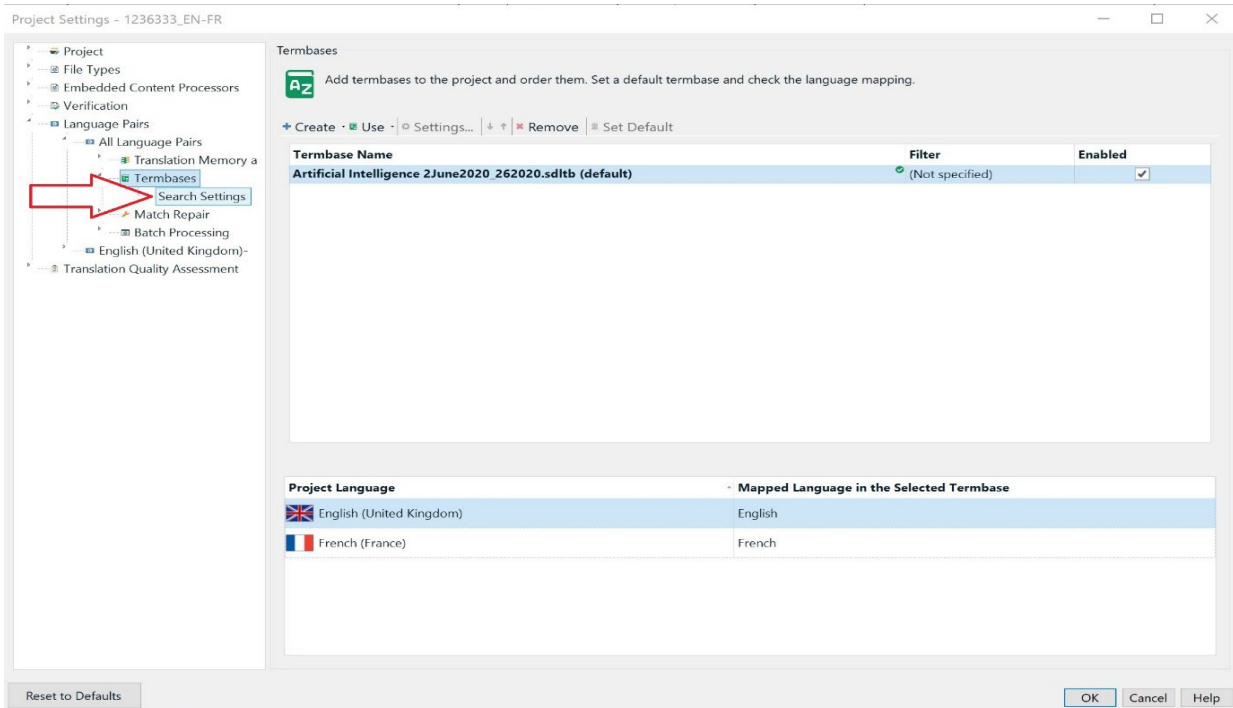 Project Settings - 1236333_EN-FR
Project
File Types
Embedded Content Processors
Verification
Language Pairs
All Language Pairs
Translation Memory a
Termbases
Search Settings
Match Repair
Batch Processing
English (United Kingdom)-
Translation Quality Assessment
Termbases
AZ Add termbases to the project and order them. Set a default termbase and check the language mapping.
Create Use Settings... Remove Set Default
Termbase Name Filter Enabled
Artificial Intelligence 2June2020_262020.sdltb (default) (Not specified)
Project Language Mapped Language in the Selected Termbase
English (United Kingdom) English
French (France) French
Reset to Defaults OK Cancel Help